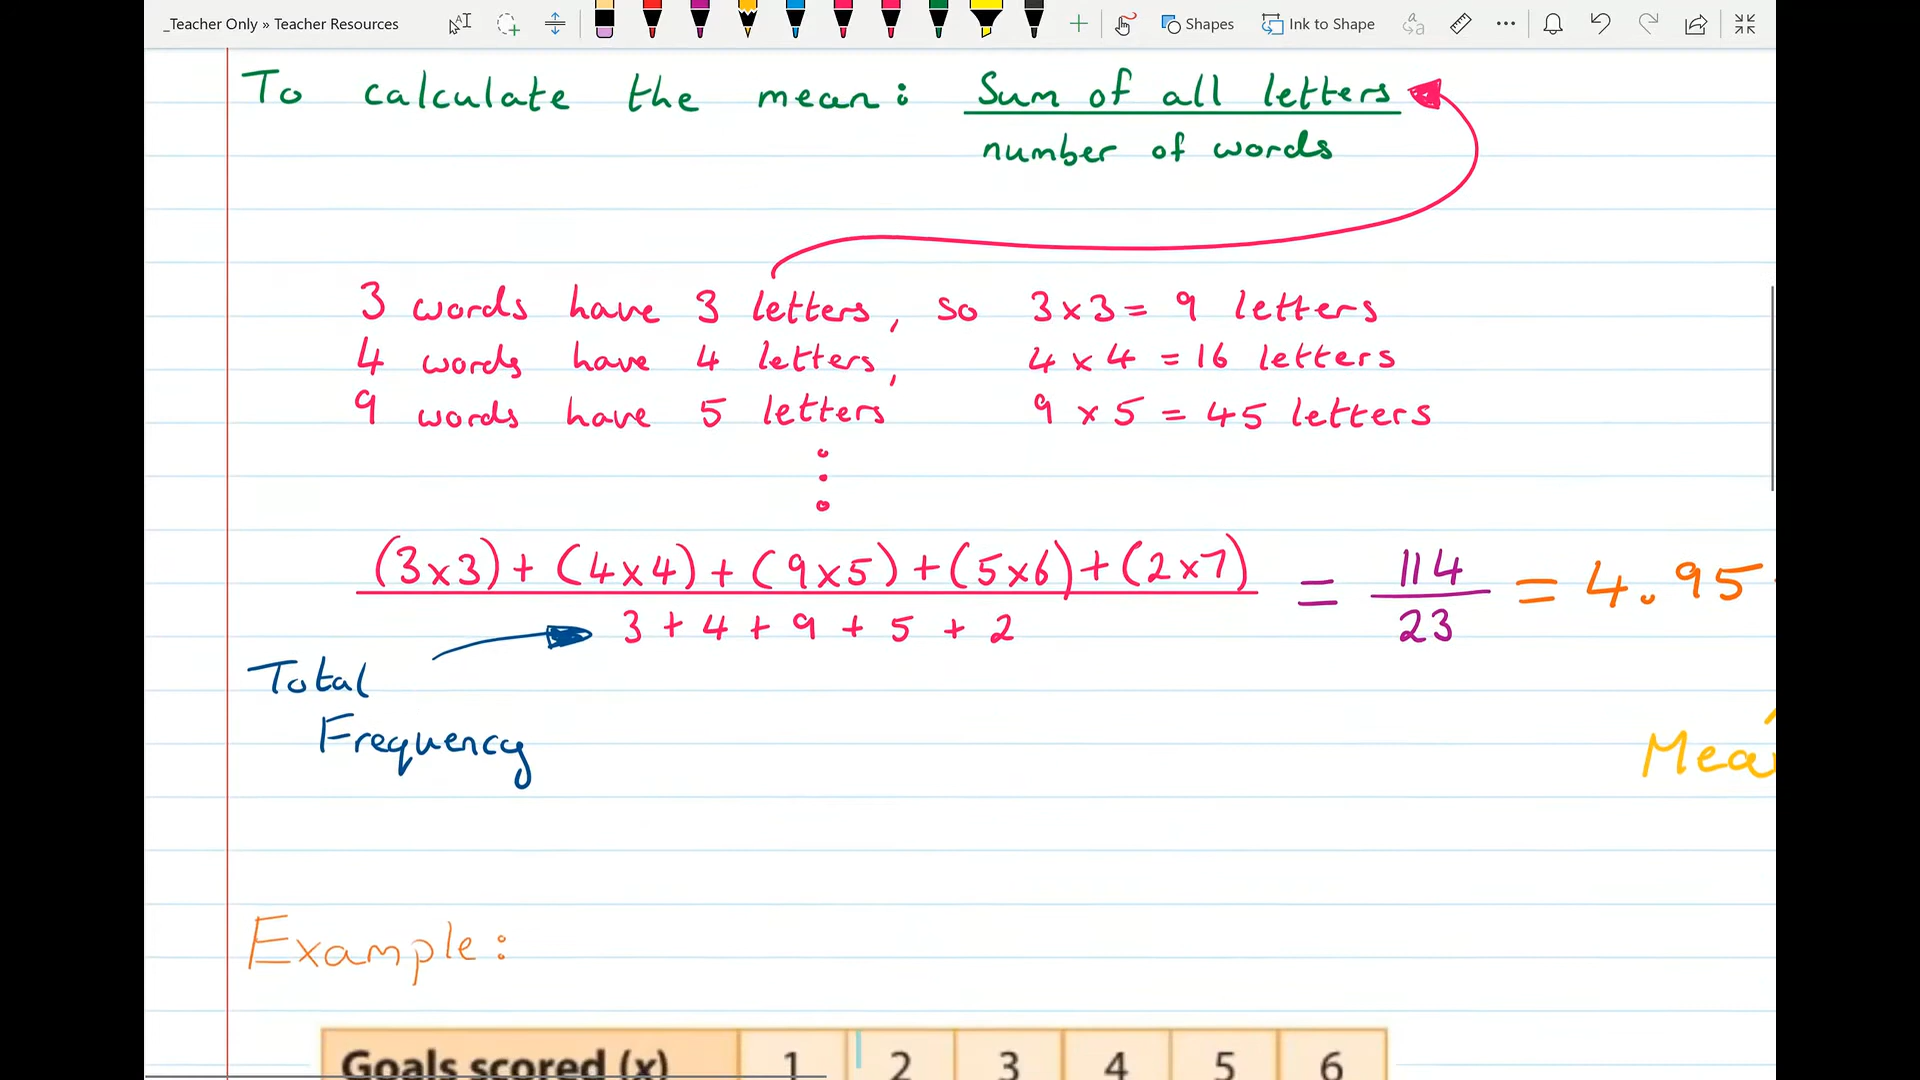 _Teacher Only » Teacher Resources
Shapes
Ink to Shape
To calculate the mean: Sum of all letters
number of words
3 words have 3 letters, so 3x3 = 9 letters
4 words have 4 letters, 4 x 4 = 16 letters
9 words have 5 letters 9 x 5 = 45 letters
(3x3) + (4x4) + (9x5) + (5x6) + (2x7) = 114 = 4.95
3 + 4 + 9 + 5 + 2 23
Total
Frequency
Mea
Example:
Goals scored (x) 1 2 3 4 5 6